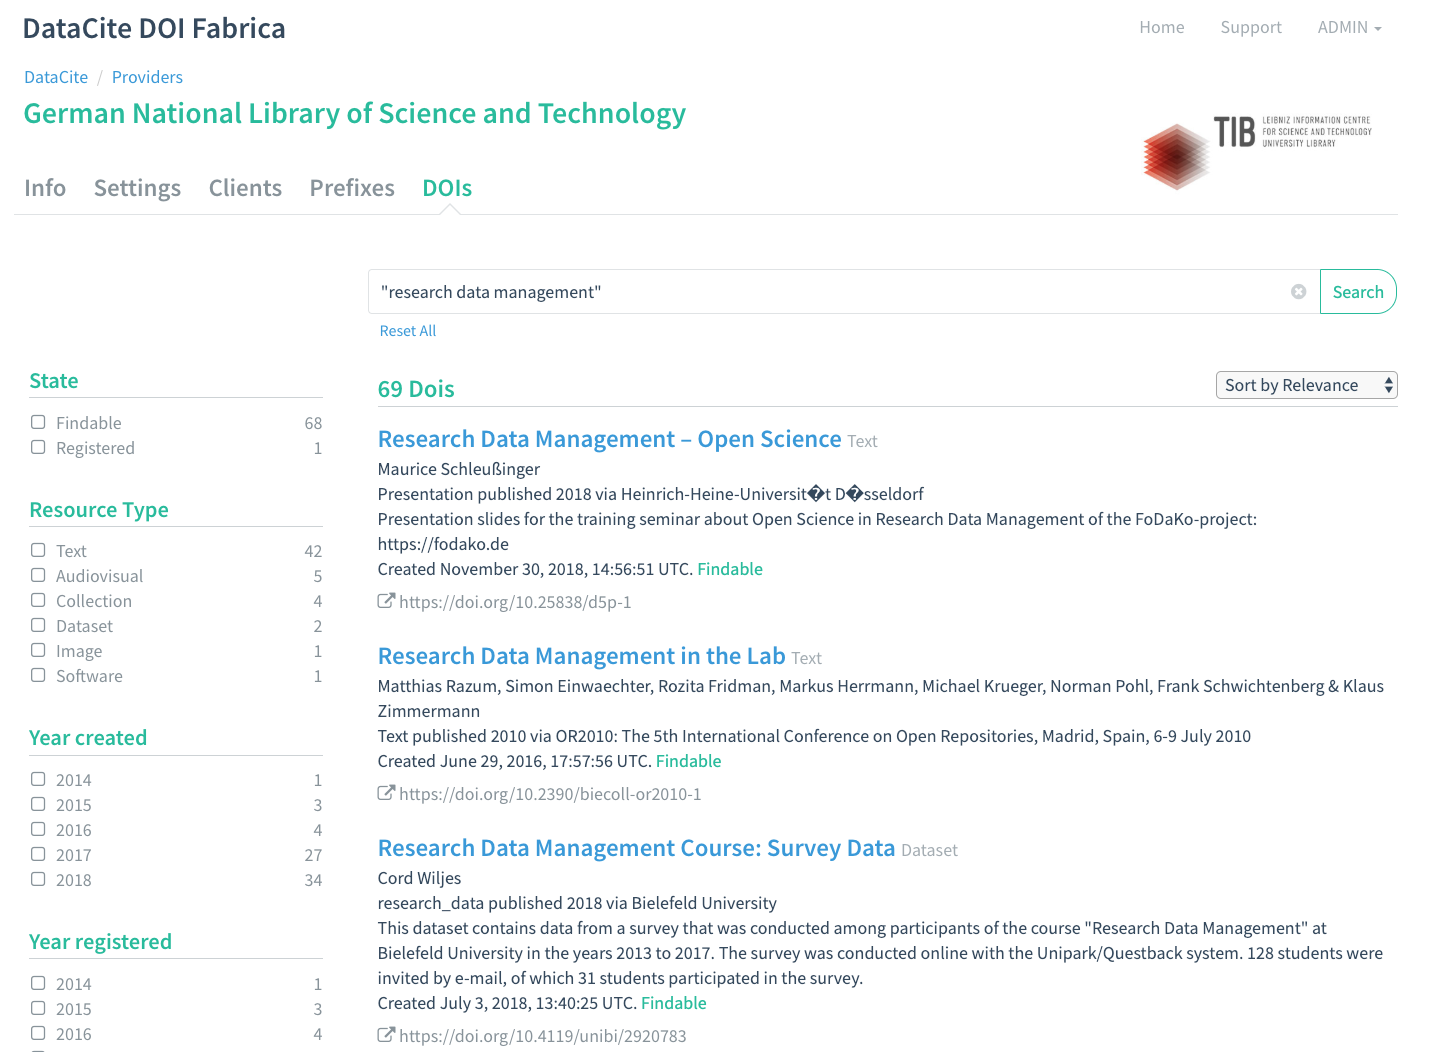 DataCite DOI Fabrica
Home Support ADMIN
DataCite / Providers
German National Library of Science and Technology
TIB LEIBNIZ INFORMATION CENTRE
FOR SCIENCE AND TECHNOLOGY
UNIVERSITY LIBRARY
Info Settings Clients Prefixes DOIs
"research data management"
Search
Reset All
State
Findable 68
Registered 1
Resource Type
Text 42
Audiovisual 5
Collection 4
Dataset 2
Image 1
Software 1
Year created
2014 1
2015 3
2016 4
2017 27
2018 34
Year registered
2014 1
2015 3
2016 4
69 Dois
Sort by Relevance
Research Data Management – Open Science Text
Maurice Schleußinger
Presentation published 2018 via Heinrich-Heine-Universit�t D�sseldorf
Presentation slides for the training seminar about Open Science in Research Data Management of the FoDaKo-project:
https://fodako.de
Created November 30, 2018, 14:56:51 UTC. Findable
https://doi.org/10.25838/d5p-1
Research Data Management in the Lab Text
Matthias Razum, Simon Einwaechter, Rozita Fridman, Markus Herrmann, Michael Krueger, Norman Pohl, Frank Schwichtenberg & Klaus
Zimmermann
Text published 2010 via OR2010: The 5th International Conference on Open Repositories, Madrid, Spain, 6-9 July 2010
Created June 29, 2016, 17:57:56 UTC. Findable
https://doi.org/10.2390/biecoll-or2010-1
Research Data Management Course: Survey Data Dataset
Cord Wiljes
research_data published 2018 via Bielefeld University
This dataset contains data from a survey that was conducted among participants of the course "Research Data Management" at
Bielefeld University in the years 2013 to 2017. The survey was conducted online with the Unipark/Questback system. 128 students were
invited by e-mail, of which 31 students participated in the survey.
Created July 3, 2018, 13:40:25 UTC. Findable
https://doi.org/10.4119/unibi/2920783